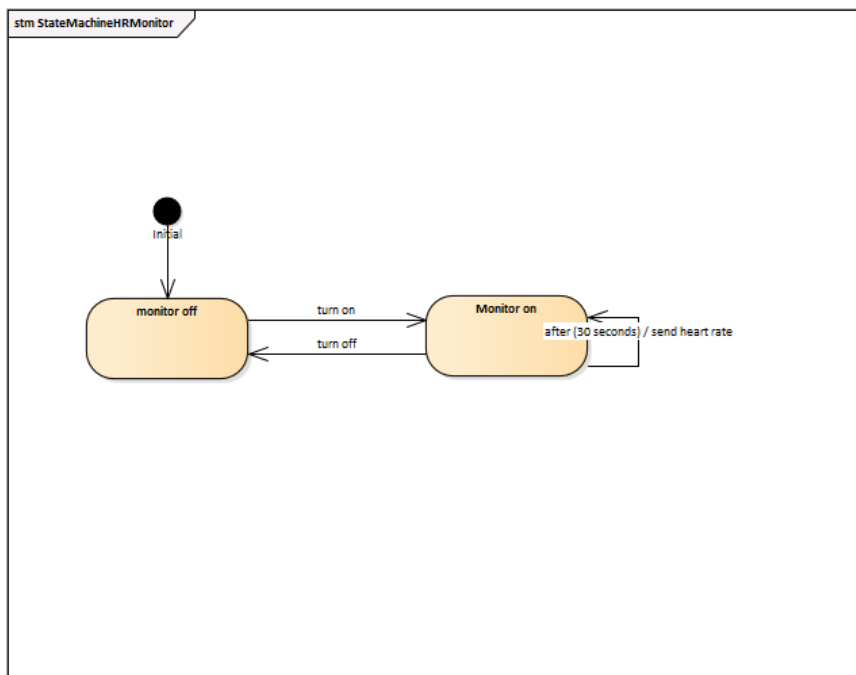 stm StateMachineHRMonitor
Initial
monitor off
turn on
Monitor on
after (30 seconds) / send heart rate
turn off